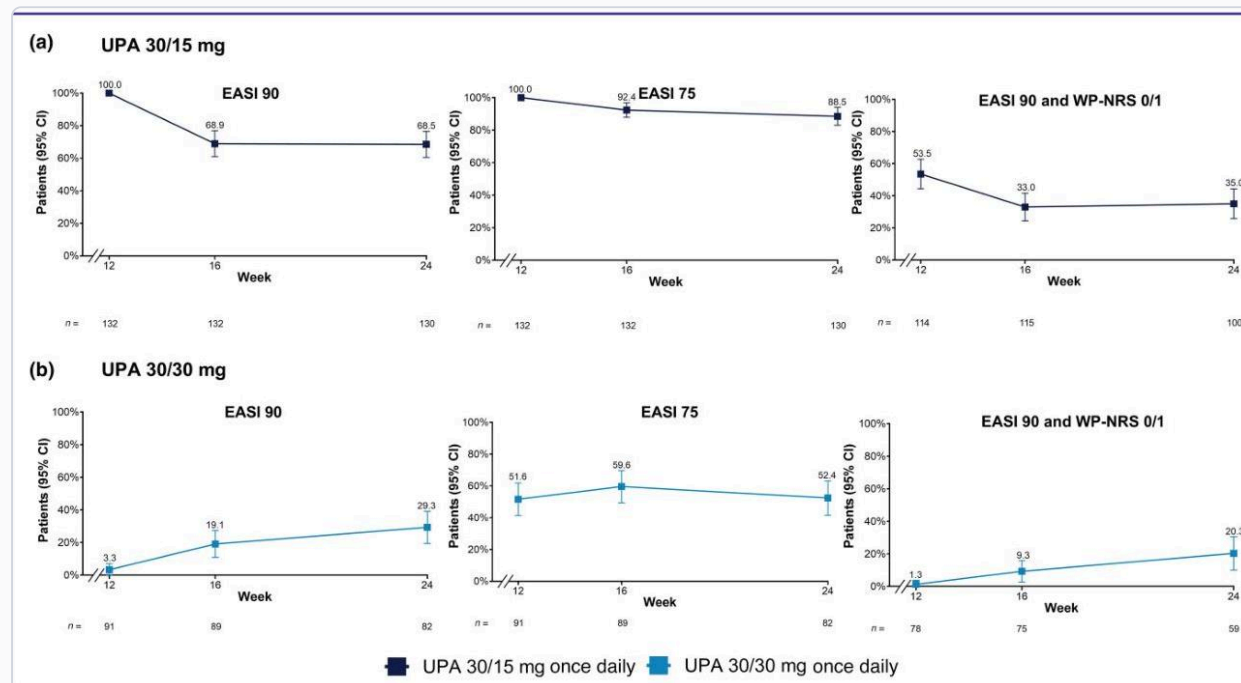 (a) UPA 30/15 mg
EASI 90
Patients (95% CI)
100%
80%
60%
40%
20%
0%
100.0
68.9
68.5
12 16 24
Week
n = 132 132 130
EASI 75
Patients (95% CI)
100%
80%
60%
40%
20%
0%
100.0
92.4
88.5
12 16 24
Week
n = 132 132 130
EASI 90 and WP-NRS 0/1
Patients (95% CI)
100%
80%
60%
40%
20%
0%
53.5
33.0
35.0
12 16 24
Week
n = 114 115 100
(b) UPA 30/30 mg
EASI 90
Patients (95% CI)
100%
80%
60%
40%
20%
0%
3.3
19.1
29.3
12 16 24
Week
n = 91 89 82
EASI 75
Patients (95% CI)
100%
80%
60%
40%
20%
0%
51.6
59.6
52.4
12 16 24
Week
n = 91 89 82
EASI 90 and WP-NRS 0/1
Patients (95% CI)
100%
80%
60%
40%
20%
0%
1.3
9.3
20.3
12 16 24
Week
n = 78 75 59
UPA 30/15 mg once daily UPA 30/30 mg once daily